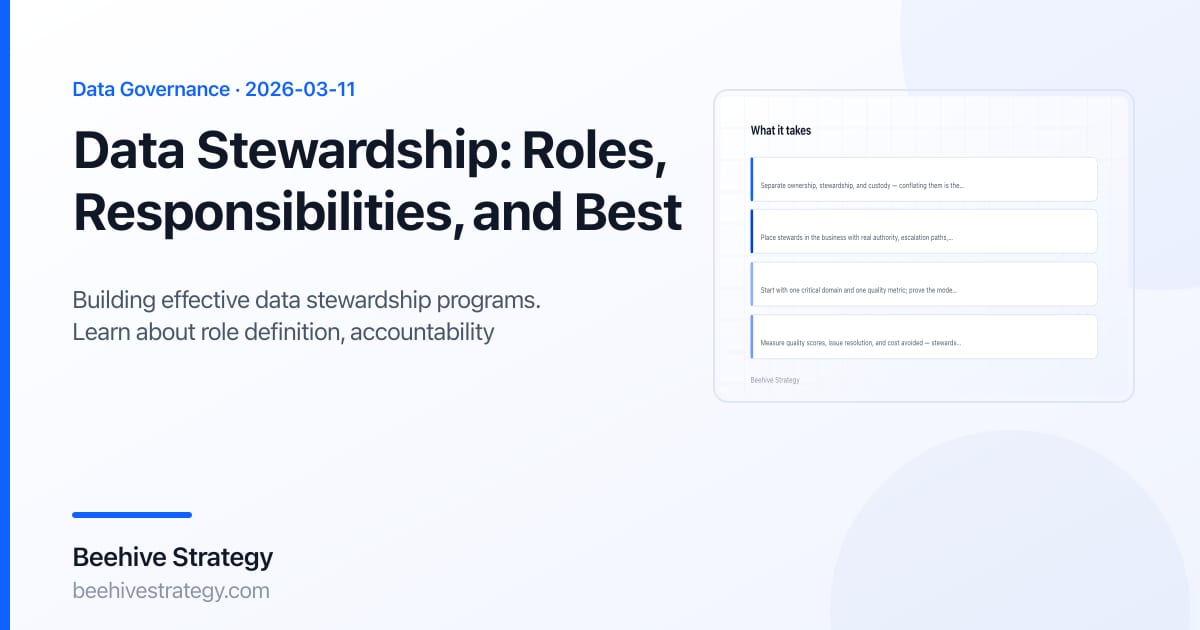 Data Governance · 2026-03-11
Data Stewardship: Roles,
Responsibilities, and Best
Building effective data stewardship programs.
Learn about role definition, accountability
Beehive Strategy
beehivestrategy.com
What it takes
Separate ownership, stewardship, and custody — conflating them is the...
Place stewards in the business with real authority, escalation paths,...
Start with one critical domain and one quality metric; prove the mode...
Measure quality scores, issue resolution, and cost avoided — stewards...
Beehive Strategy